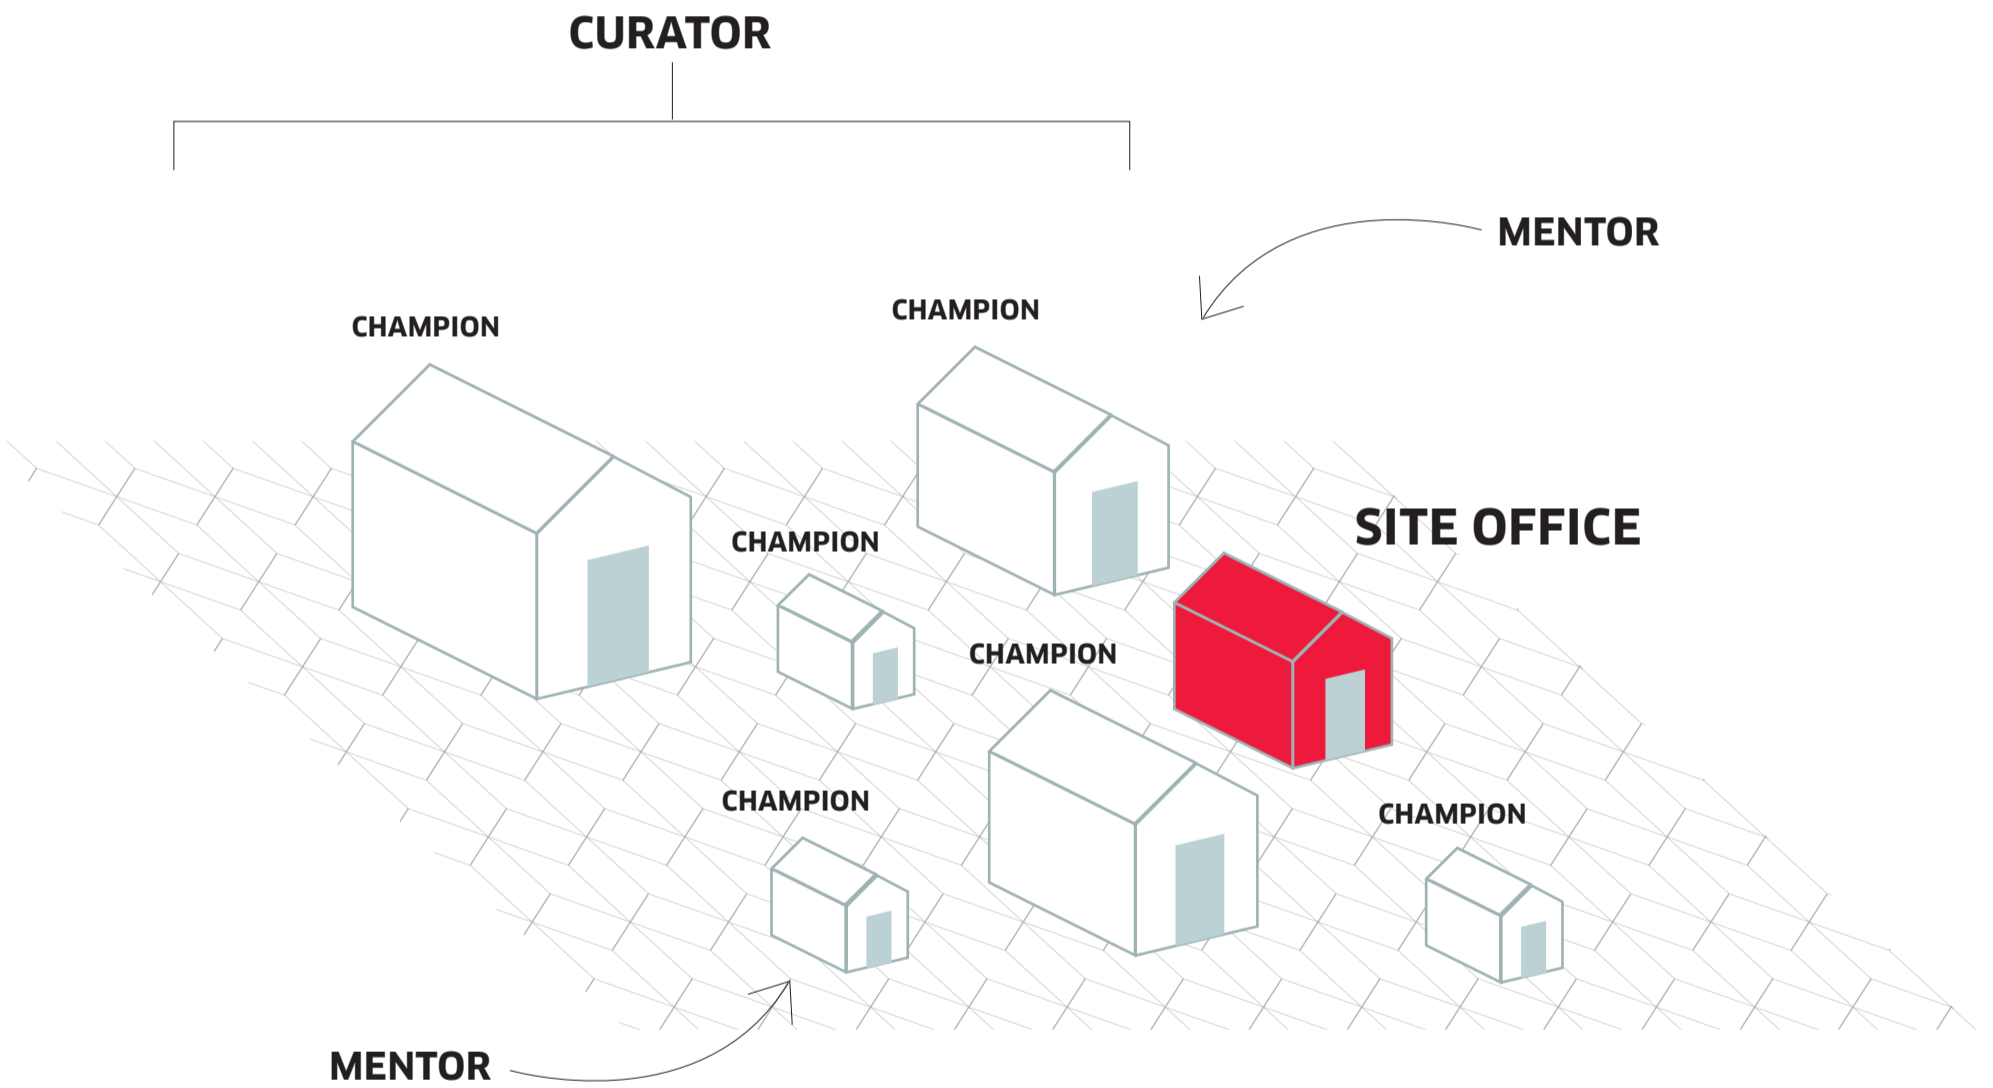 CURATOR
MENTOR
CHAMPION
CHAMPION
SITE OFFICE
CHAMPION
CHAMPION
CHAMPION
CHAMPION
MENTOR